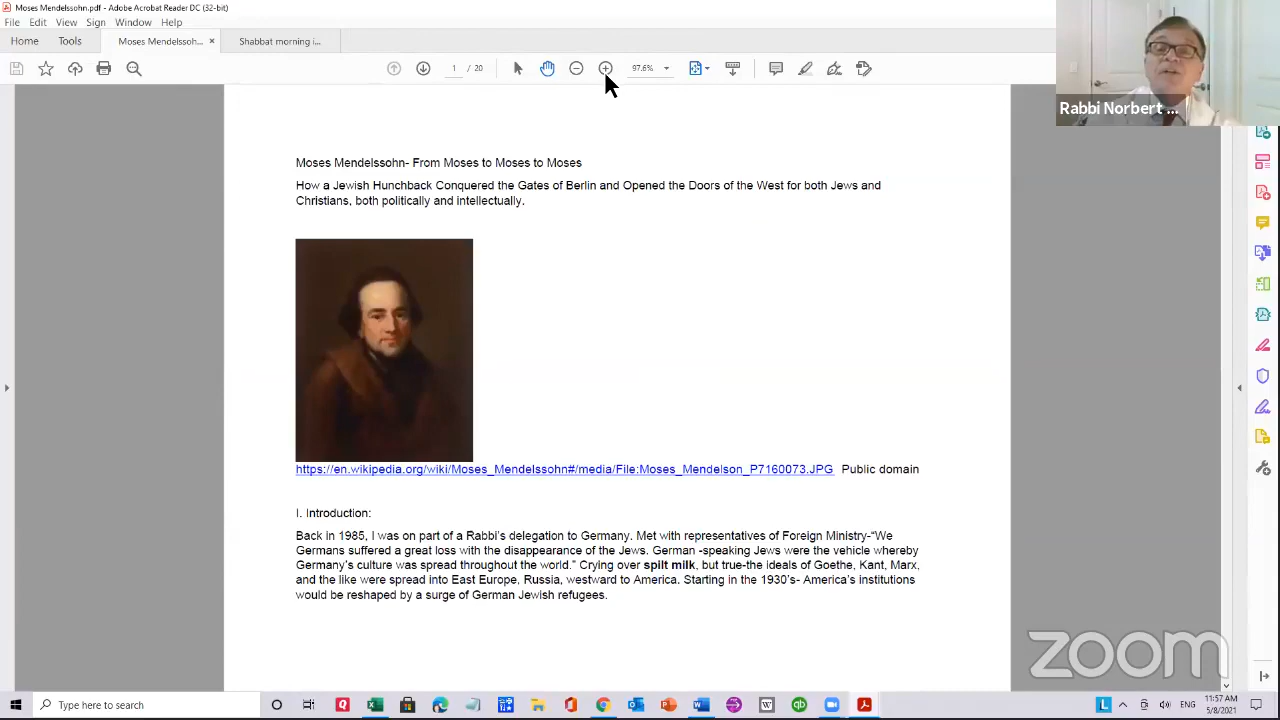 Moses Mendelssohn.pdf - Adobe Acrobat Reader DC (32-bit)
File Edit View Sign Window Help
Home Tools Moses Mendelssoh... × Shabbat morning i...
1 / 20 97.6%
Rabbi Norbert ...
Moses Mendelssohn- From Moses to Moses to Moses
How a Jewish Hunchback Conquered the Gates of Berlin and Opened the Doors of the West for both Jews and
Christians, both politically and intellectually.
https://en.wikipedia.org/wiki/Moses_Mendelssohn#/media/File:Moses_Mendelson_P7160073.JPG Public domain
I. Introduction:
Back in 1985, I was on part of a Rabbi's delegation to Germany. Met with representatives of Foreign Ministry-“We
Germans suffered a great loss with the disappearance of the Jews. German -speaking Jews were the vehicle whereby
Germany's culture was spread throughout the world.” Crying over spilt milk, but true-the ideals of Goethe, Kant, Marx,
and the like were spread into East Europe, Russia, westward to America. Starting in the 1930's- America's institutions
would be reshaped by a surge of German Jewish refugees.
zoom
Type here to search
11:57 AM
5/8/2021